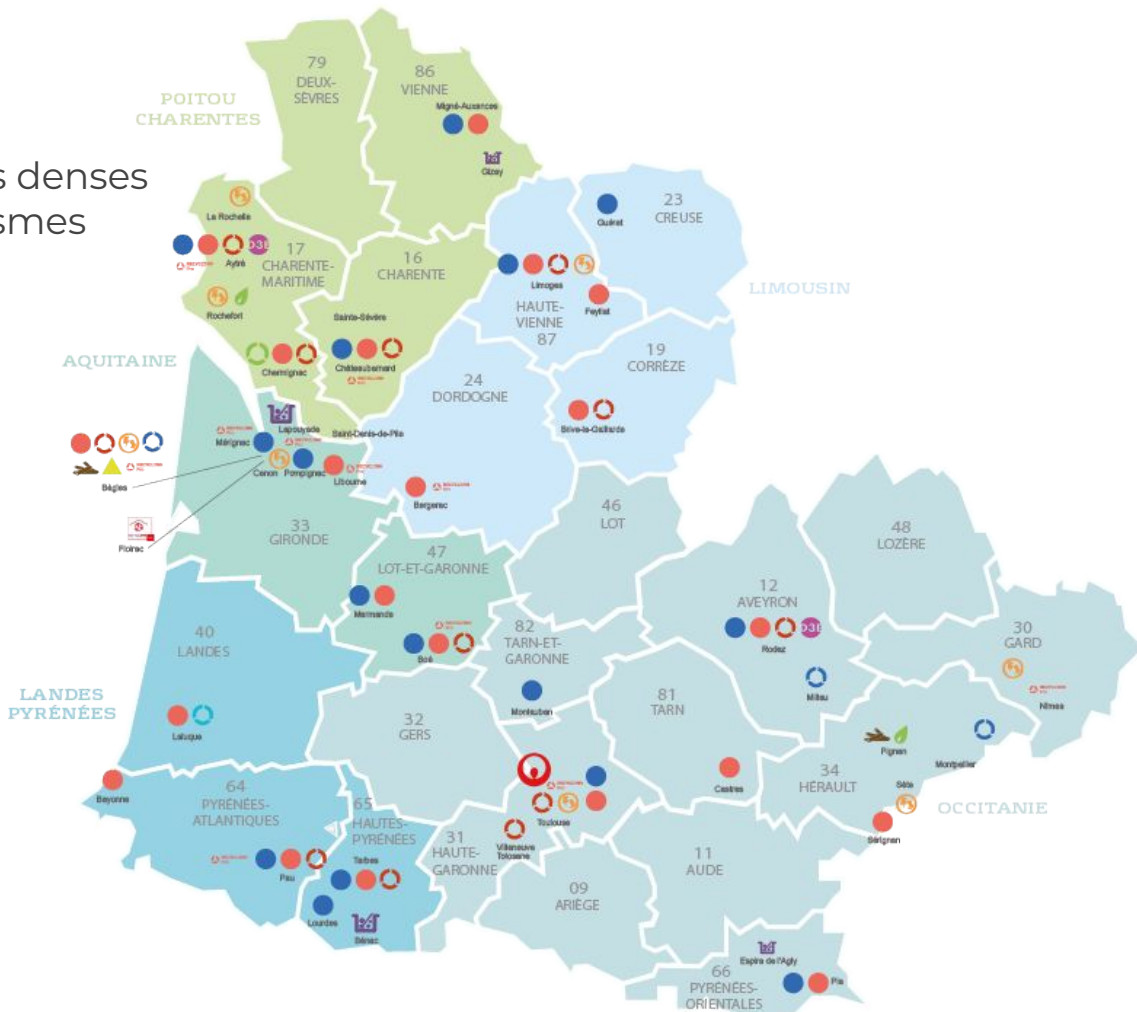 79
DEUX-
SÈVRES
86
VIENNE
Migné-Auxances
Gizay
POITOU
CHARENTES
s denses
smes
La Rochelle
D3E
Aytré
17
CHARENTE-
MARITIME
Rochefort
Chermignac
16
CHARENTE
Sainte-Sévère
Châteaubernard
23
CREUSE
Guéret
Limoges
Feytiat
HAUTE-
VIENNE
87
LIMOUSIN
19
CORRÈZE
Brive-la-Gaillarde
AQUITAINE
24
DORDOGNE
Bergerac
Lapouyade
Saint-Denis-de-Pile
Mérignac
Cenon
Pompignac
Libourne
Bègles
Floirac
33
GIRONDE
47
LOT-ET-GARONNE
Marmande
Boé
46
LOT
48
LOZÈRE
12
AVEYRON
D3E
Rodez
Millau
30
GARD
Nîmes
82
TARN-ET-
GARONNE
Montauban
81
TARN
Castres
40
LANDES
Laluque
LANDES
PYRÉNÉES
32
GERS
Toulouse
Villeneuve
Tolosane
31
HAUTE-
GARONNE
Pignan
Montpellier
34
HÉRAULT
Sète
Sérignan
OCCITANIE
Bayonne
64
PYRÉNÉES-
ATLANTIQUES
Pau
65
HAUTES-
PYRÉNÉES
Tarbes
Lourdes
Bénac
11
AUDE
09
ARIÈGE
Espira de l'Agly
66
PYRÉNÉES-
ORIENTALES
Pia